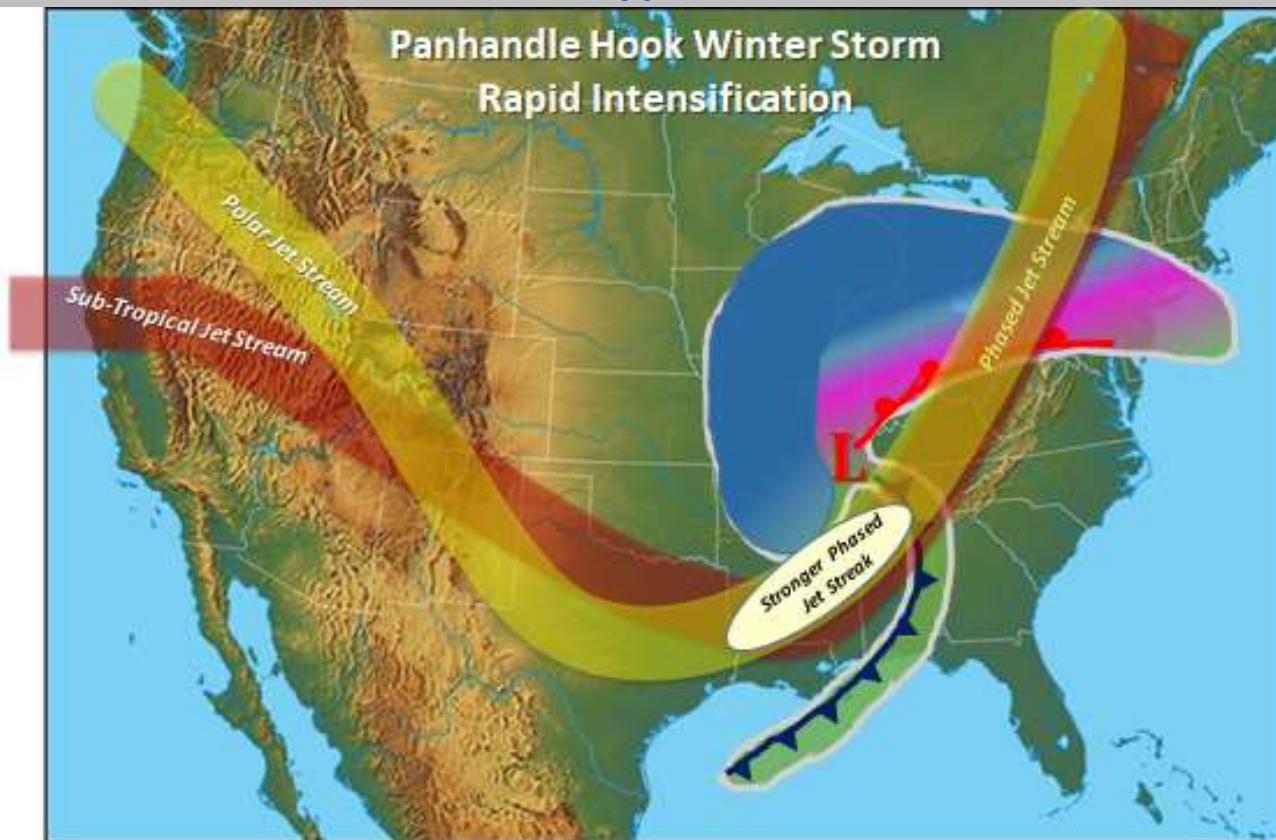 Panhandle Hook Winter Storm
Rapid Intensification
Polar Jet Stream
Sub-Tropical Jet Stream
Phased Jet Stream
L
Stronger Phased
Jet Streak